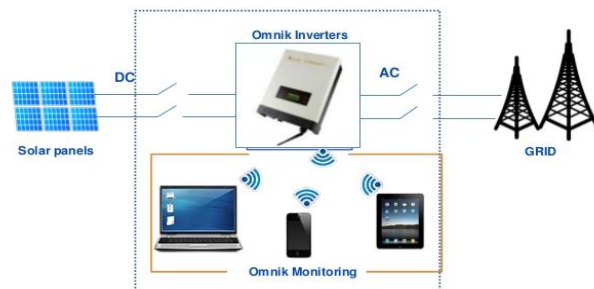 Omnik Inverters
DC
AC
Solar panels
GRID
Omnik Monitoring